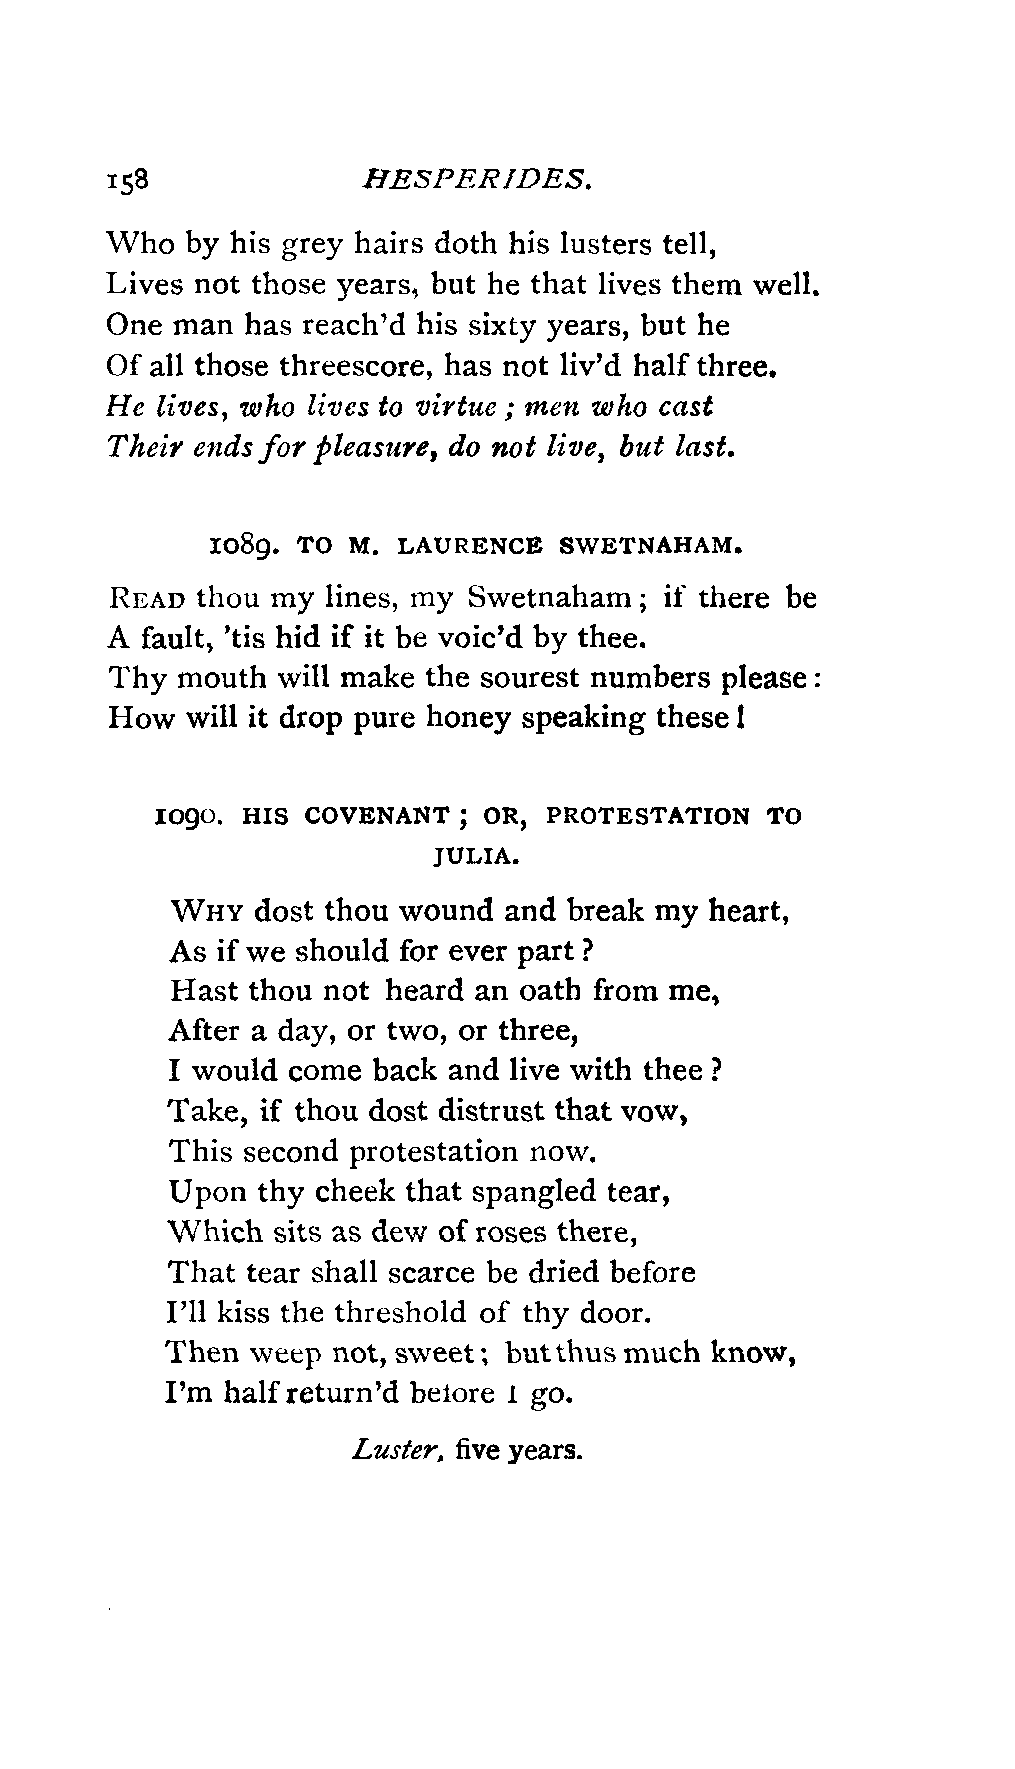 158 HESPERIDES.
Who by his grey hairs doth his lusters tell,
Lives not those years, but he that lives them well.
One man has reach'd his sixty years, but he
Of all those threescore, has not liv'd half three.
He lives, who lives to virtue ; men who cast
Their ends for pleasure, do not live, but last.
1089. TO M. LAURENCE SWETNAHAM.
READ thou my lines, my Swetnaham ; if there be
A fault, 'tis hid if it be voic'd by thee.
Thy mouth will make the sourest numbers please :
How will it drop pure honey speaking these !
1090. HIS COVENANT ; OR, PROTESTATION TO
JULIA.
WHY dost thou wound and break my heart,
As if we should for ever part ?
Hast thou not heard an oath from me,
After a day, or two, or three,
I would come back and live with thee ?
Take, if thou dost distrust that vow,
This second protestation now.
Upon thy cheek that spangled tear,
Which sits as dew of roses there,
That tear shall scarce be dried before
I'll kiss the threshold of thy door.
Then weep not, sweet ; but thus much know,
I'm half return'd before I go.
Luster, five years.